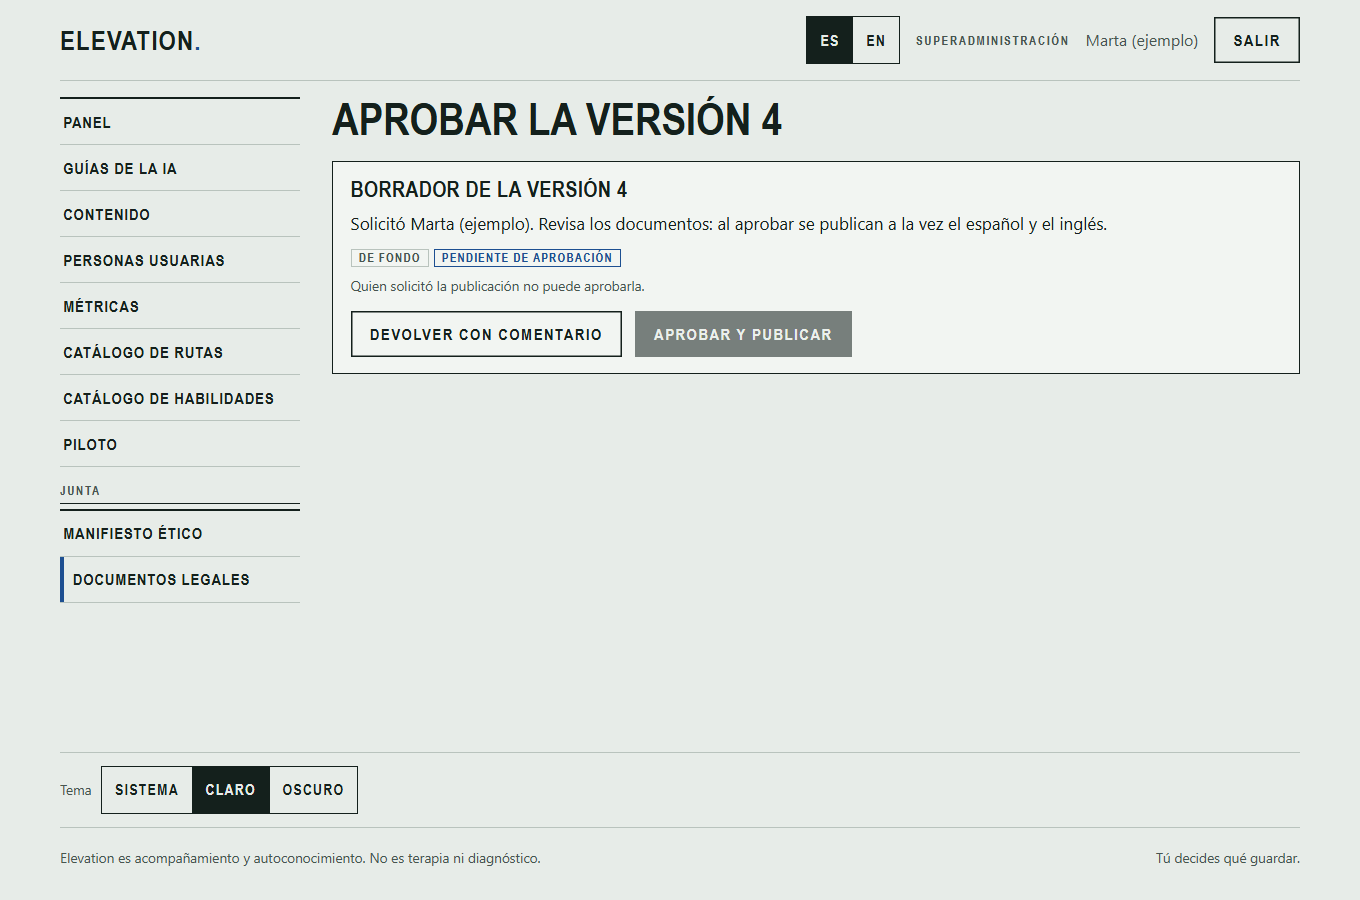 ELEVATION.
ES EN SUPERADMINISTRACIÓN Marta (ejemplo) SALIR
PANEL
GUÍAS DE LA IA
CONTENIDO
PERSONAS USUARIAS
MÉTRICAS
CATÁLOGO DE RUTAS
CATÁLOGO DE HABILIDADES
PILOTO
JUNTA
MANIFIESTO ÉTICO
DOCUMENTOS LEGALES
APROBAR LA VERSIÓN 4
BORRADOR DE LA VERSIÓN 4
Solicitó Marta (ejemplo). Revisa los documentos: al aprobar se publican a la vez el español y el inglés.
DE FONDO PENDIENTE DE APROBACIÓN
Quien solicitó la publicación no puede aprobarla.
DEVOLVER CON COMENTARIO APROBAR Y PUBLICAR
Tema SISTEMA CLARO OSCURO
Elevation es acompañamiento y autoconocimiento. No es terapia ni diagnóstico.
Tú decides qué guardar.